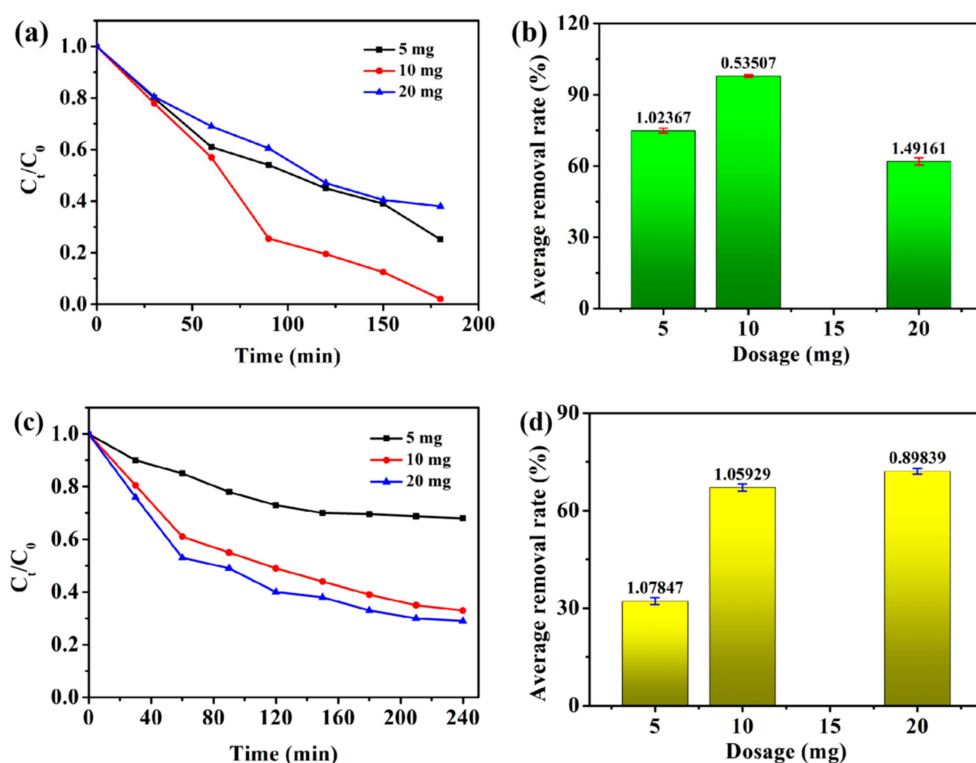 (a)
5 mg
10 mg
20 mg
1.0
0.8
0.6
0.4
0.2
0.0
Ct/C0
0 50 100 150 200
Time (min)
(b)
120
90
60
30
0
Average removal rate (%)
1.02367
0.53507
1.49161
5 10 15 20
Dosage (mg)
(c)
5 mg
10 mg
20 mg
1.0
0.8
0.6
0.4
0.2
0.0
Ct/C0
0 40 80 120 160 200 240
Time (min)
(d)
90
60
30
0
Average removal rate (%)
1.07847
1.05929
0.89839
5 10 15 20
Dosage (mg)